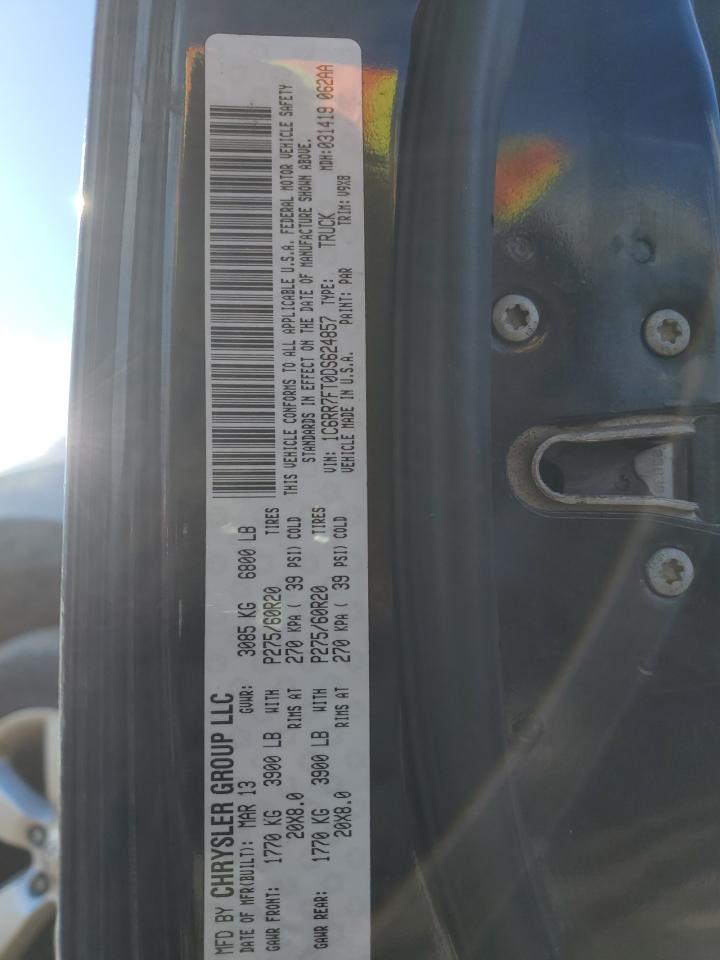 MFD BY CHRYSLER GROUP LLC
DATE OF MFR(BUILT): MAR 13 GVWR: 3085 KG 6800 LB
GAWR FRONT: 1770 KG 3900 LB WITH P275/60R20 TIRES
20X8.0 RIMS AT 270 KPA ( 39 PSI) COLD
GAWR REAR: 1770 KG 3900 LB WITH P275/60R20 TIRES
20X8.0 RIMS AT 270 KPA ( 39 PSI) COLD
THIS VEHICLE CONFORMS TO ALL APPLICABLE U.S.A. FEDERAL MOTOR VEHICLE SAFETY
STANDARDS IN EFFECT ON THE DATE OF MANUFACTURE SHOWN ABOVE.
VIN: 1C6RR7FT0DS624857 TYPE: TRUCK MDH:031419 062AA
VEHICLE MADE IN U.S.A. PAINT: PAR TRIM: V9X8